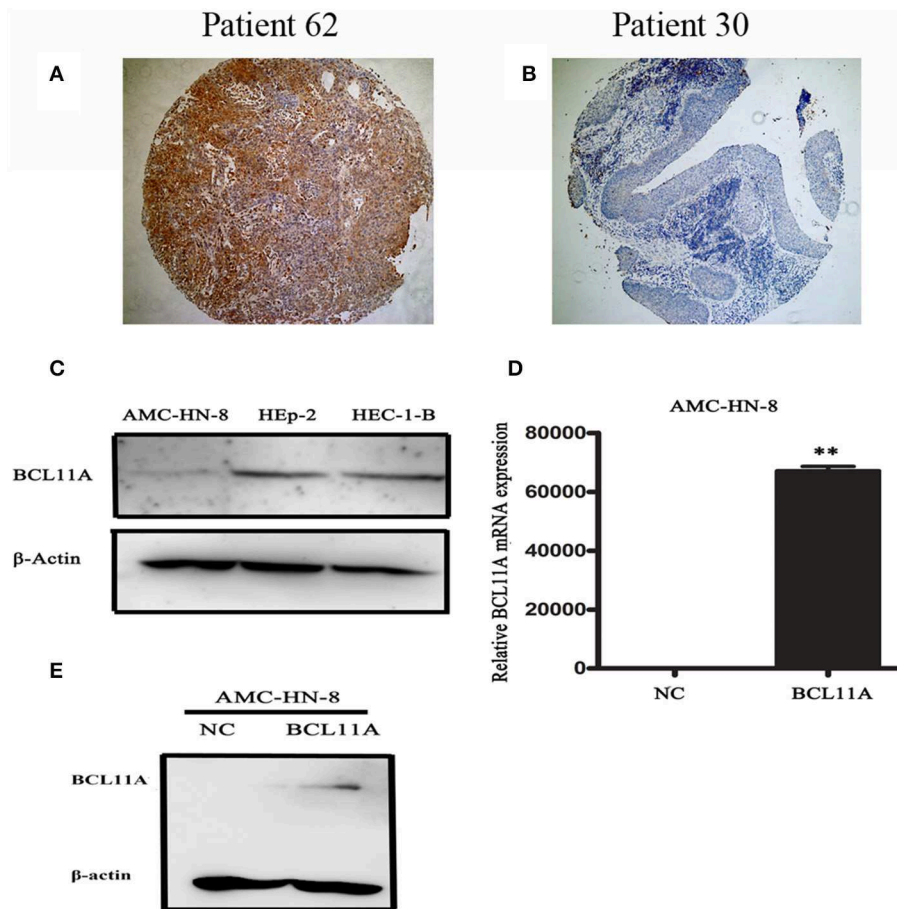 Patient 62
Patient 30
A
B
C
AMC-HN-8 HEp-2 HEC-1-B
BCL11A
β-Actin
D
AMC-HN-8
Relative BCL11A mRNA expression
80000
**
60000
40000
20000
0
NC BCL11A
E
AMC-HN-8
NC BCL11A
BCL11A
β-actin